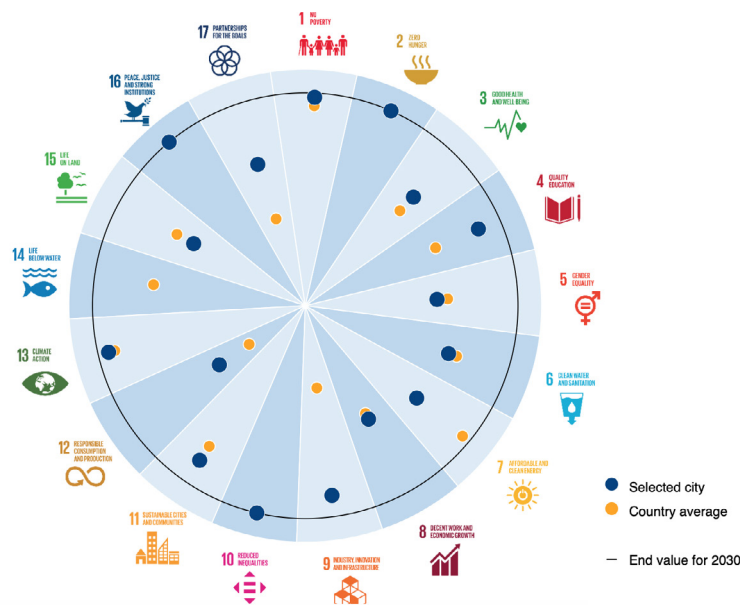 1 NO
POVERTY
2 ZERO
HUNGER
3 GOOD HEALTH
AND WELL-BEING
4 QUALITY
EDUCATION
5 GENDER
EQUALITY
6 CLEAN WATER
AND SANITATION
7 AFFORDABLE AND
CLEAN ENERGY
8 DECENT WORK AND
ECONOMIC GROWTH
9 INDUSTRY, INNOVATION
AND INFRASTRUCTURE
10 REDUCED
INEQUALITIES
11 SUSTAINABLE CITIES
AND COMMUNITIES
12 RESPONSIBLE
CONSUMPTION
AND PRODUCTION
13 CLIMATE
ACTION
14 LIFE
BELOW WATER
15 LIFE
ON LAND
16 PEACE, JUSTICE
AND STRONG
INSTITUTIONS
17 PARTNERSHIPS
FOR THE GOALS
Selected city
Country average
End value for 2030